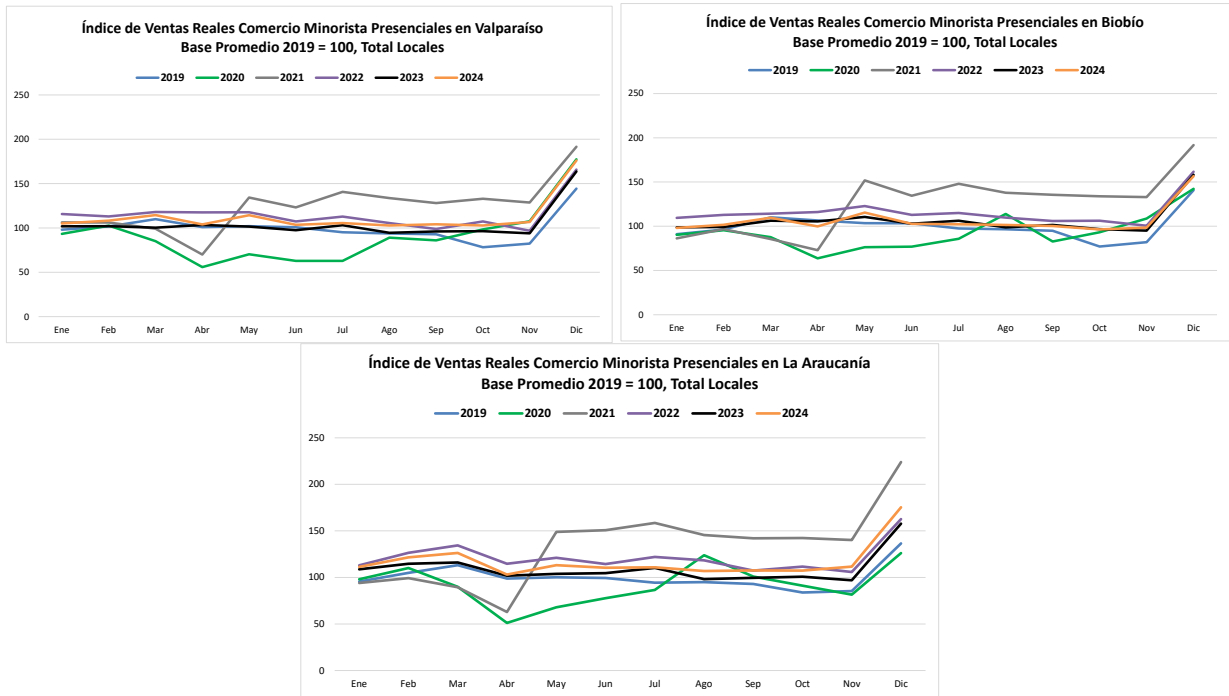 Índice de Ventas Reales Comercio Minorista Presenciales en Valparaíso
Base Promedio 2019 = 100, Total Locales
2019 2020 2021 2022 2023 2024
250
200
150
100
50
0
Ene Feb Mar Abr May Jun Jul Ago Sep Oct Nov Dic
Índice de Ventas Reales Comercio Minorista Presenciales en Biobío
Base Promedio 2019 = 100, Total Locales
2019 2020 2021 2022 2023 2024
250
200
150
100
50
0
Ene Feb Mar Abr May Jun Jul Ago Sep Oct Nov Dic
Índice de Ventas Reales Comercio Minorista Presenciales en La Araucanía
Base Promedio 2019 = 100, Total Locales
2019 2020 2021 2022 2023 2024
250
200
150
100
50
0
Ene Feb Mar Abr May Jun Jul Ago Sep Oct Nov Dic